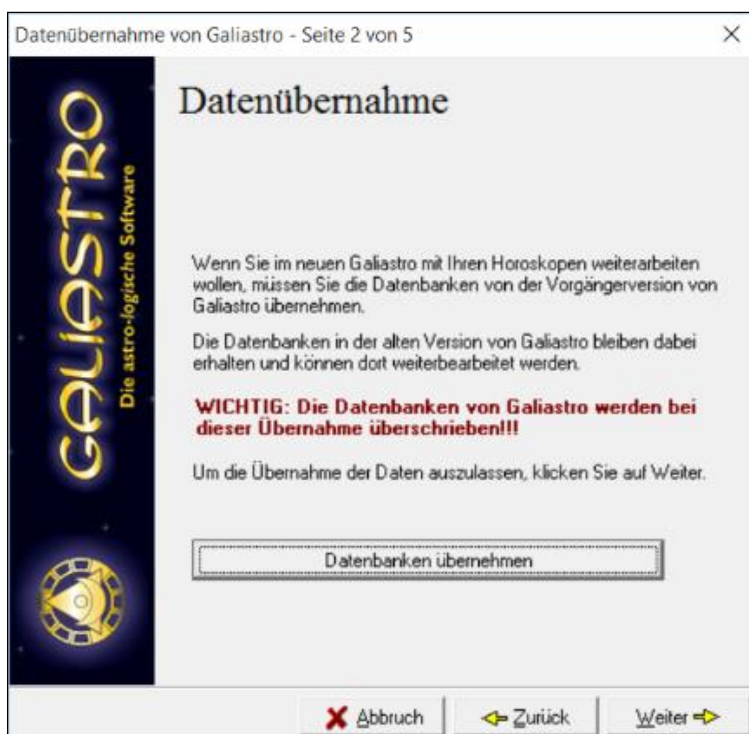 Datenübernahme von Galiastro - Seite 2 von 5
GALIASTRO
Die astro-logische Software
Datenübernahme
Wenn Sie im neuen Galiastro mit Ihren Horoskopen weiterarbeiten
wollen, müssen Sie die Datenbanken von der Vorgängerversion von
Galiastro übernehmen.
Die Datenbanken in der alten Version von Galiastro bleiben dabei
erhalten und können dort weiterbearbeitet werden.
WICHTIG: Die Datenbanken von Galiastro werden bei
dieser Übernahme überschrieben!!!
Um die Übernahme der Daten auszulassen, klicken Sie auf Weiter.
Datenbanken übernehmen
Abbruch
Zurück
Weiter